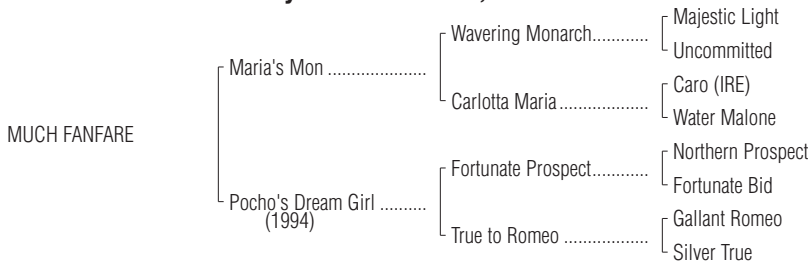 Majestic Light
Wavering Monarch............
Uncommitted
Maria's Mon .....................
Caro (IRE)
Carlotta Maria...................
Water Malone
MUCH FANFARE
Northern Prospect
Fortunate Prospect............
Fortunate Bid
Pocho's Dream Girl ..........
(1994)
Gallant Romeo
True to Romeo ..................
Silver True